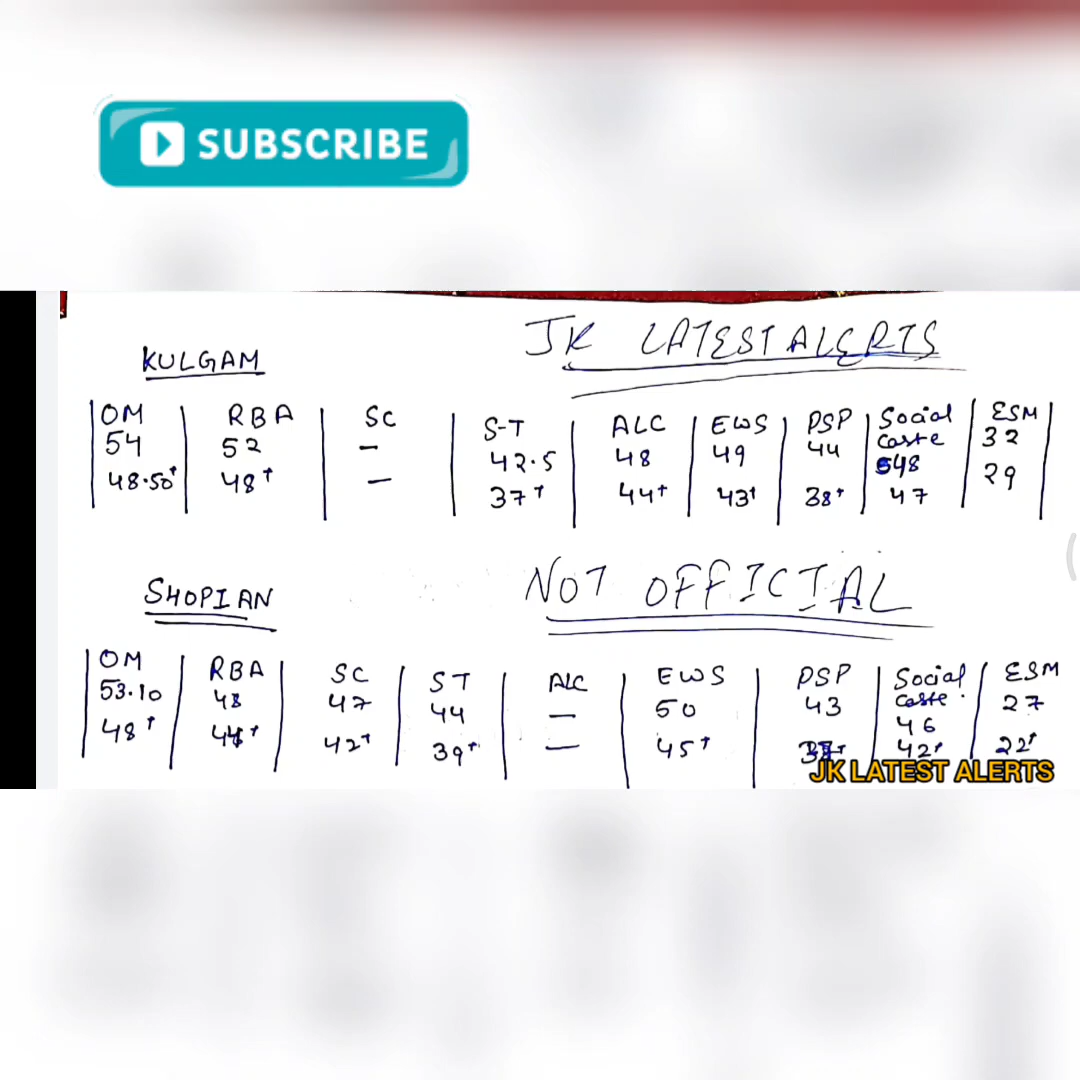 SUBSCRIBE
JK LATEST ALERTS
KULGAM
OM RBA SC S-T ALC EWS PSP Social Caste ESM
54 52 - 42.5 48 49 44 48 32
48.50+ 48+ - 37+ 44+ 43+ 38+ 47 29
NOT OFFICIAL
SHOPIAN
OM RBA SC ST ALC EWS PSP Social Caste. ESM
53.10 48 47 44 - 50 43 46 27
48+ 44+ 42+ 39+ - 45+ 42+ 22+
JK LATEST ALERTS